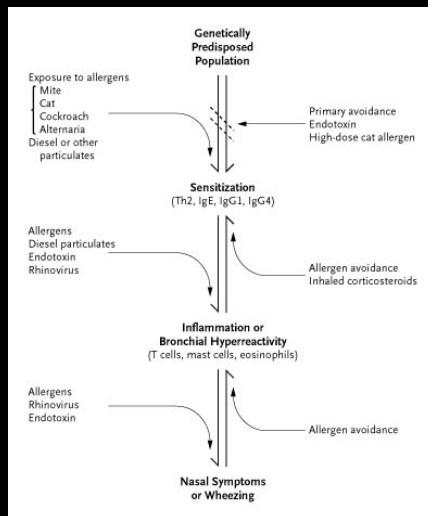 Genetically
Predisposed
Population
Exposure to allergens
Mite
Cat
Cockroach
Alternaria
Diesel or other
particulates
Primary avoidance
Endotoxin
High-dose cat allergen
Sensitization
(Th2, IgE, IgG1, IgG4)
Allergens
Diesel particulates
Endotoxin
Rhinovirus
Allergen avoidance
Inhaled corticosteroids
Inflammation or
Bronchial Hyperreactivity
(T cells, mast cells, eosinophils)
Allergens
Rhinovirus
Endotoxin
Allergen avoidance
Nasal Symptoms
or Wheezing